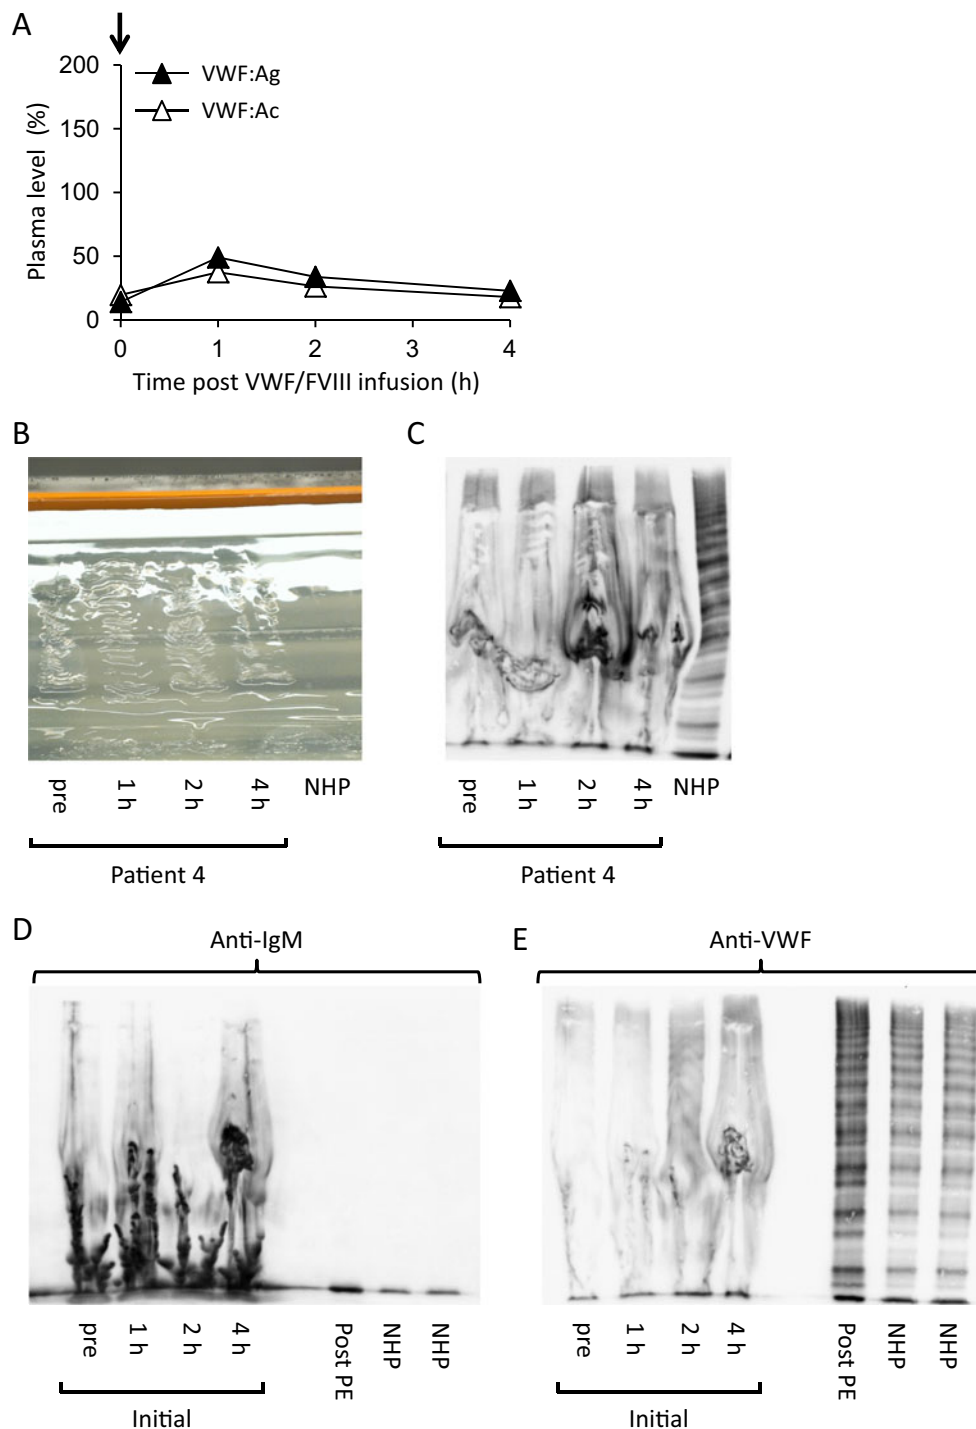 A
VWF:Ag
VWF:Ac
Plasma level (%)
200
150
100
50
0
0 1 2 3 4
Time post VWF/FVIII infusion (h)
B
pre 1 h 2 h 4 h NHP
Patient 4
C
pre 1 h 2 h 4 h NHP
Patient 4
D
Anti-IgM
pre 1 h 2 h 4 h Post PE NHP NHP
Initial
E
Anti-VWF
pre 1 h 2 h 4 h Post PE NHP NHP
Initial